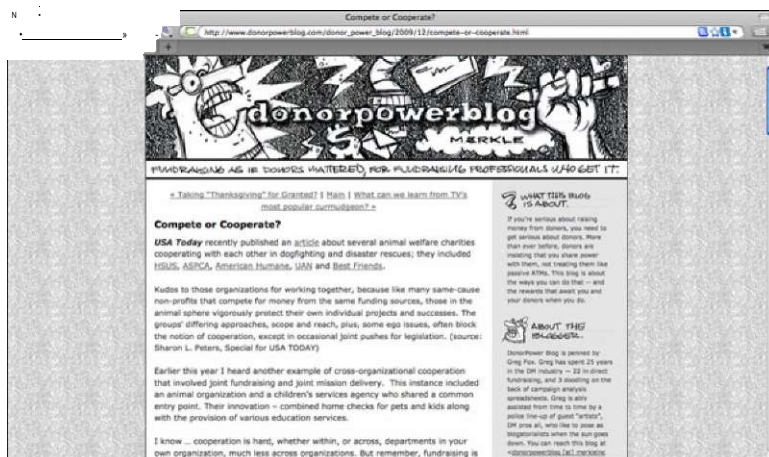 N
Compete or Cooperate?
http://www.donorpowerblog.com/donor_power_blog/2009/12/compete-or-cooperate.html
donorpowerblog
MERKLE
FUNDRAISING AS IF DONORS MATTERED, FOR FUNDRAISING PROFESSIONALS WHO GET IT.
« Taking "Thanksgiving" for Granted? | Main | What can we learn from TV's
most popular curmudgeon? »
Compete or Cooperate?
USA Today recently published an article about several animal welfare charities
cooperating with each other in dogfighting and disaster rescues; they included
HSUS, ASPCA, American Humane, UAN and Best Friends.
Kudos to those organizations for working together, because like many same-cause
non-profits that compete for money from the same funding sources, those in the
animal sphere vigorously protect their own individual projects and successes. The
groups' differing approaches, scope and reach, plus, some ego issues, often block
the notion of cooperation, except in occasional joint pushes for legislation. (source:
Sharon L. Peters, Special for USA TODAY)
Earlier this year I heard another example of cross-organizational cooperation
that involved joint fundraising and joint mission delivery. This instance included
an animal organization and a children's services agency who shared a common
entry point. Their innovation – combined home checks for pets and kids along
with the provision of various education services.
I know ... cooperation is hard, whether within, or across, departments in your
own organization, much less across organizations. But remember, fundraising is
WHAT THIS BLOG
IS ABOUT.
If you're serious about raising
money from donors, you need to
get serious about donors. More
than ever before, donors are
insisting that you share power
with them, not treating them like
passive ATMs. This blog is about
the ways you can do that — and
the rewards that await you and
your donors when you do.
ABOUT THE
BLOGGER.
DonorPower Blog is penned by
Greg Fox. Greg has spent 25 years
in the DM industry — 22 in direct
fundraising, and 3 doodling on the
back of campaign analysis
spreadsheets. Greg is ably
assisted from time to time by a
police line-up of guest "artists",
DM pros all, who like to pose as
blogatorialists when the sun goes
down. You can reach this blog at
<donorpowerblog [at] merkleinc